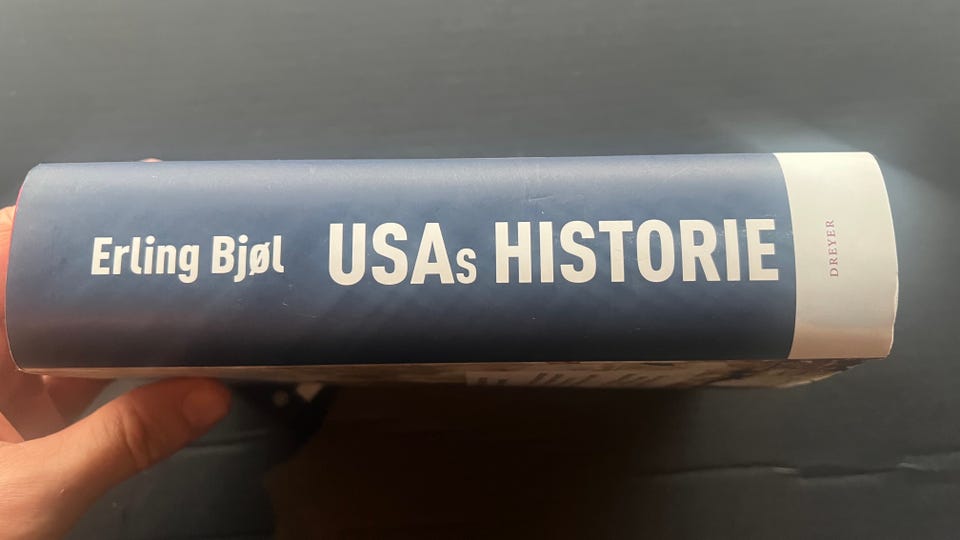 Erling Bjøl USAs HISTORIE
DREYER